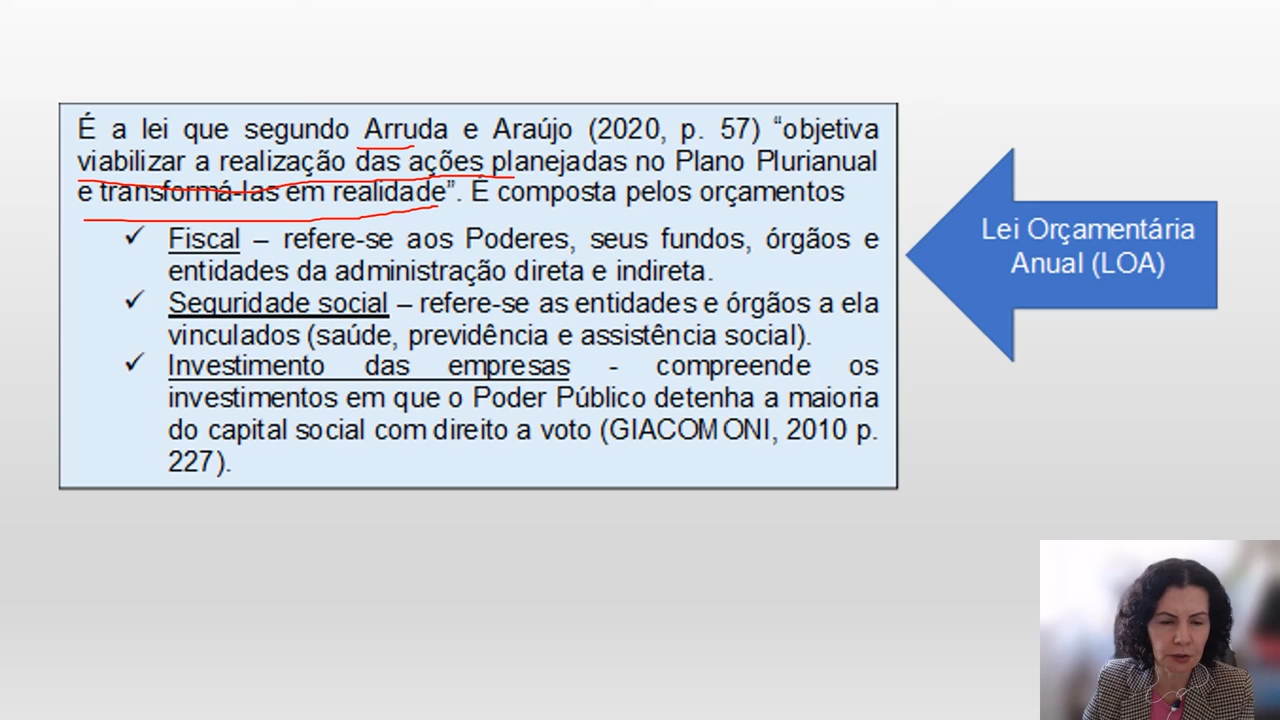 É a lei que segundo Arruda e Araújo (2020, p. 57) “objetiva
viabilizar a realização das ações planejadas no Plano Plurianual
e transformá-las em realidade”. É composta pelos orçamentos
✓ Fiscal – refere-se aos Poderes, seus fundos, órgãos e
entidades da administração direta e indireta.
✓ Seguridade social – refere-se as entidades e órgãos a ela
vinculados (saúde, previdência e assistência social).
✓ Investimento das empresas - compreende os
investimentos em que o Poder Público detenha a maioria
do capital social com direito a voto (GIACOMONI, 2010 p.
227).
Lei Orçamentária
Anual (LOA)